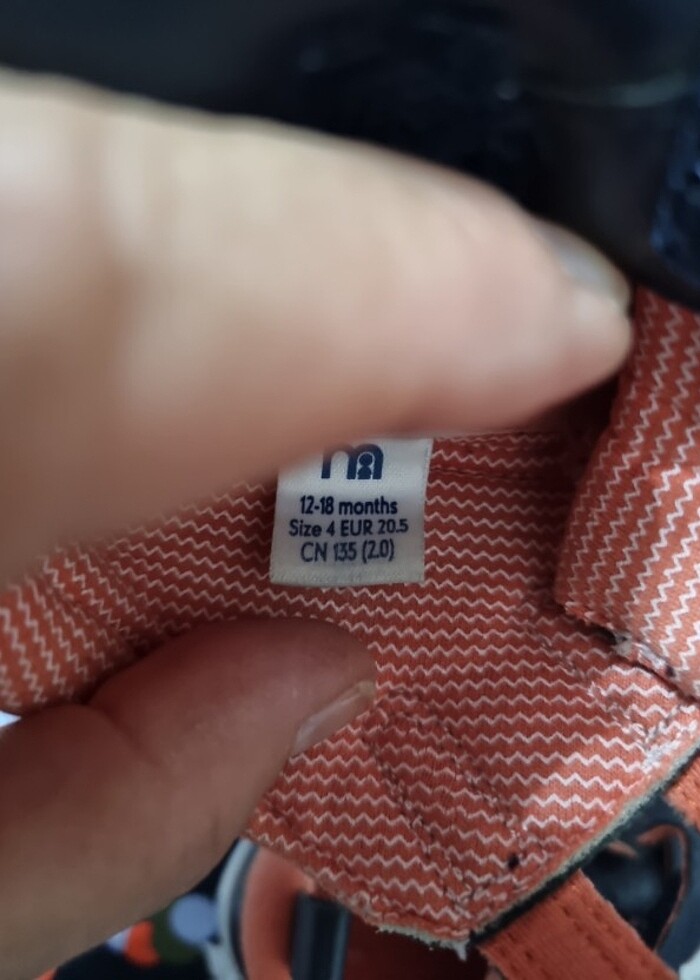 m
12-18 months
Size 4 EUR 20.5
CN 135 (2.0)